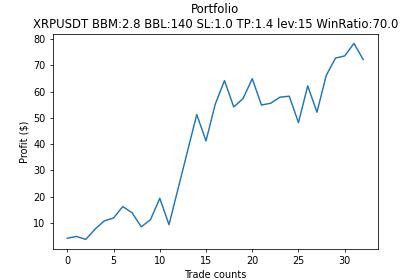 Portfolio
XRPUSDT BBM:2.8 BBL:140 SL:1.0 TP:1.4 lev:15 WinRatio:70.0
80
70
60
50
40
30
20
10
Profit ($)
0 5 10 15 20 25 30
Trade counts